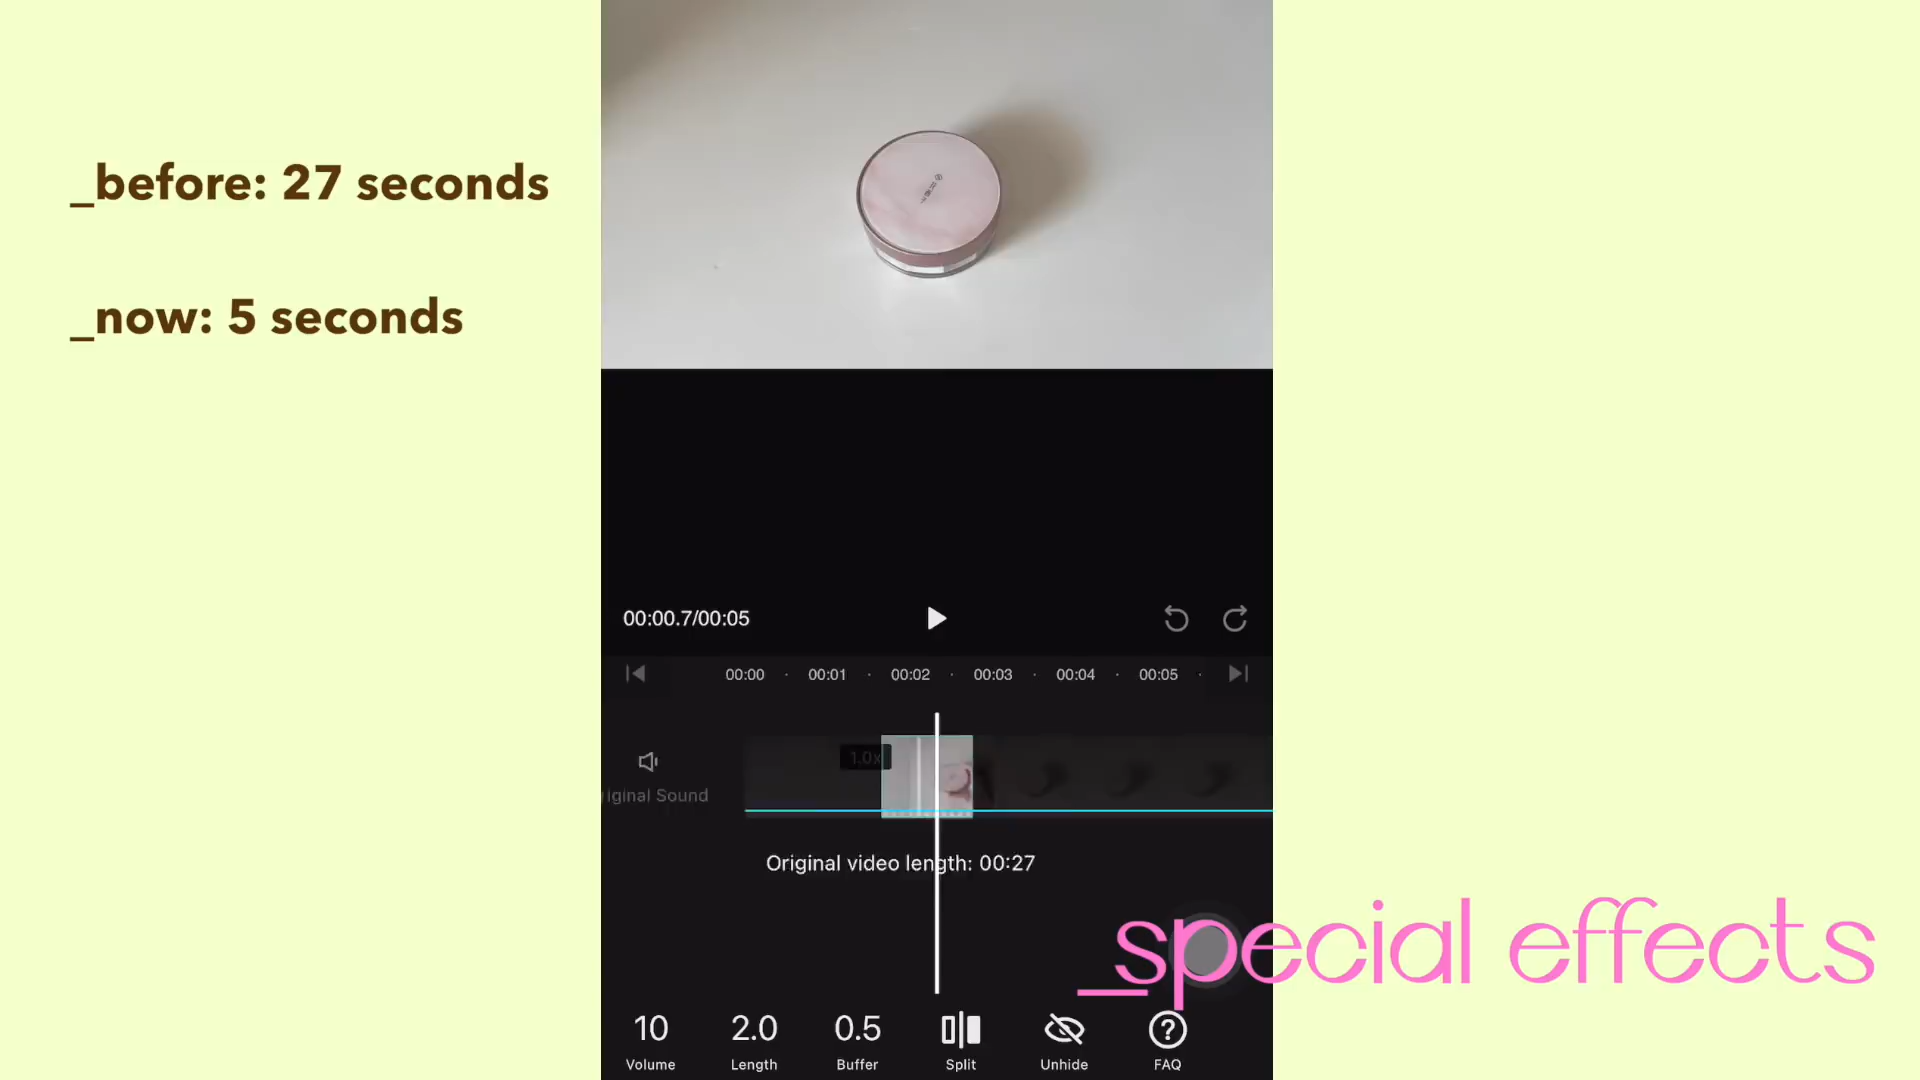 _before: 27 seconds
_now: 5 seconds
00:00.7/00:05
00:00 · 00:01 · 00:02 · 00:03 · 00:04 · 00:05 ·
1.0x
iginal Sound
Original video length: 00:27
_special effects
10 2.0 0.5
Volume Length Buffer Split Unhide FAQ